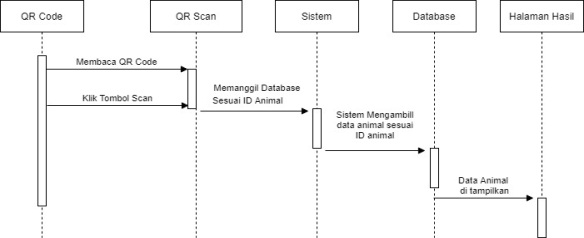 QR Code
QR Scan
Sistem
Database
Halaman Hasil
Membaca QR Code
Klik Tombol Scan
Memanggil Database
Sesuai ID Animal
Sistem Mengambill
data animal sesuai
ID animal
Data Animal
di tampilkan